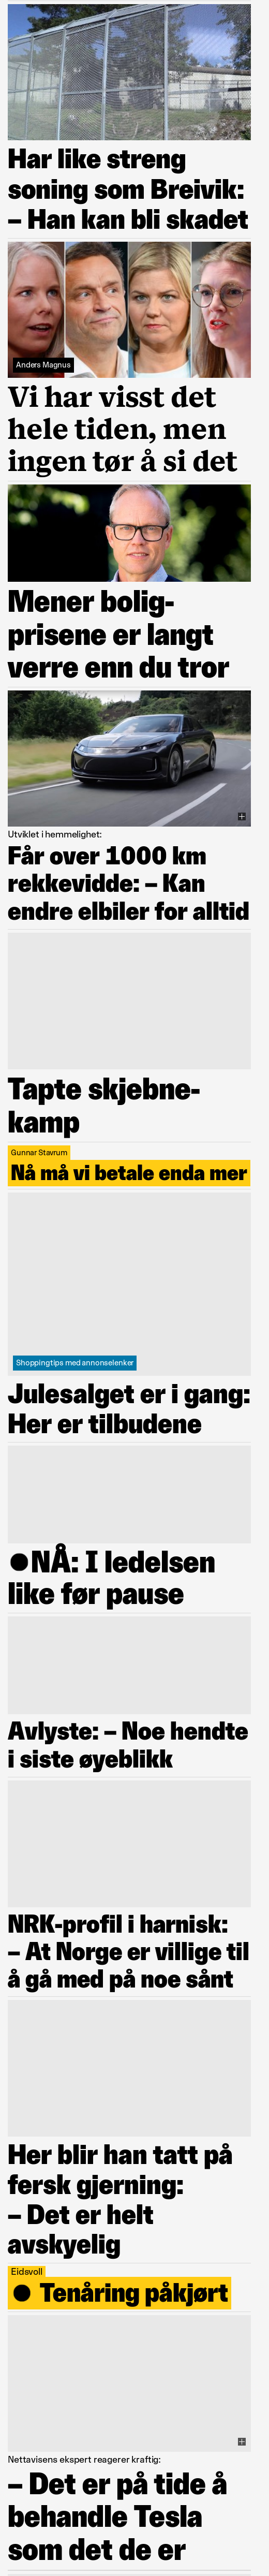 Har like streng
soning som Breivik:
– Han kan bli skadet
Anders Magnus
Vi har visst det
hele tiden, men
ingen tør å si det
Mener bolig-
prisene er langt
verre enn du tror
Utviklet i hemmelighet:
Får over 1000 km
rekkevidde: – Kan
endre elbiler for alltid
Tapte skjebne-
kamp
Gunnar Stavrum
Nå må vi betale enda mer
Shoppingtips med annonselenker
Julesalget er i gang:
Her er tilbudene
●NÅ: I ledelsen
like før pause
Avlyste: – Noe hendte
i siste øyeblikk
NRK-profil i harnisk:
– At Norge er villige til
å gå med på noe sånt
Her blir han tatt på
fersk gjerning:
– Det er helt
avskyelig
Eidsvoll
● Tenåring påkjørt
Nettavisens ekspert reagerer kraftig:
– Det er på tide å
behandle Tesla
som det de er